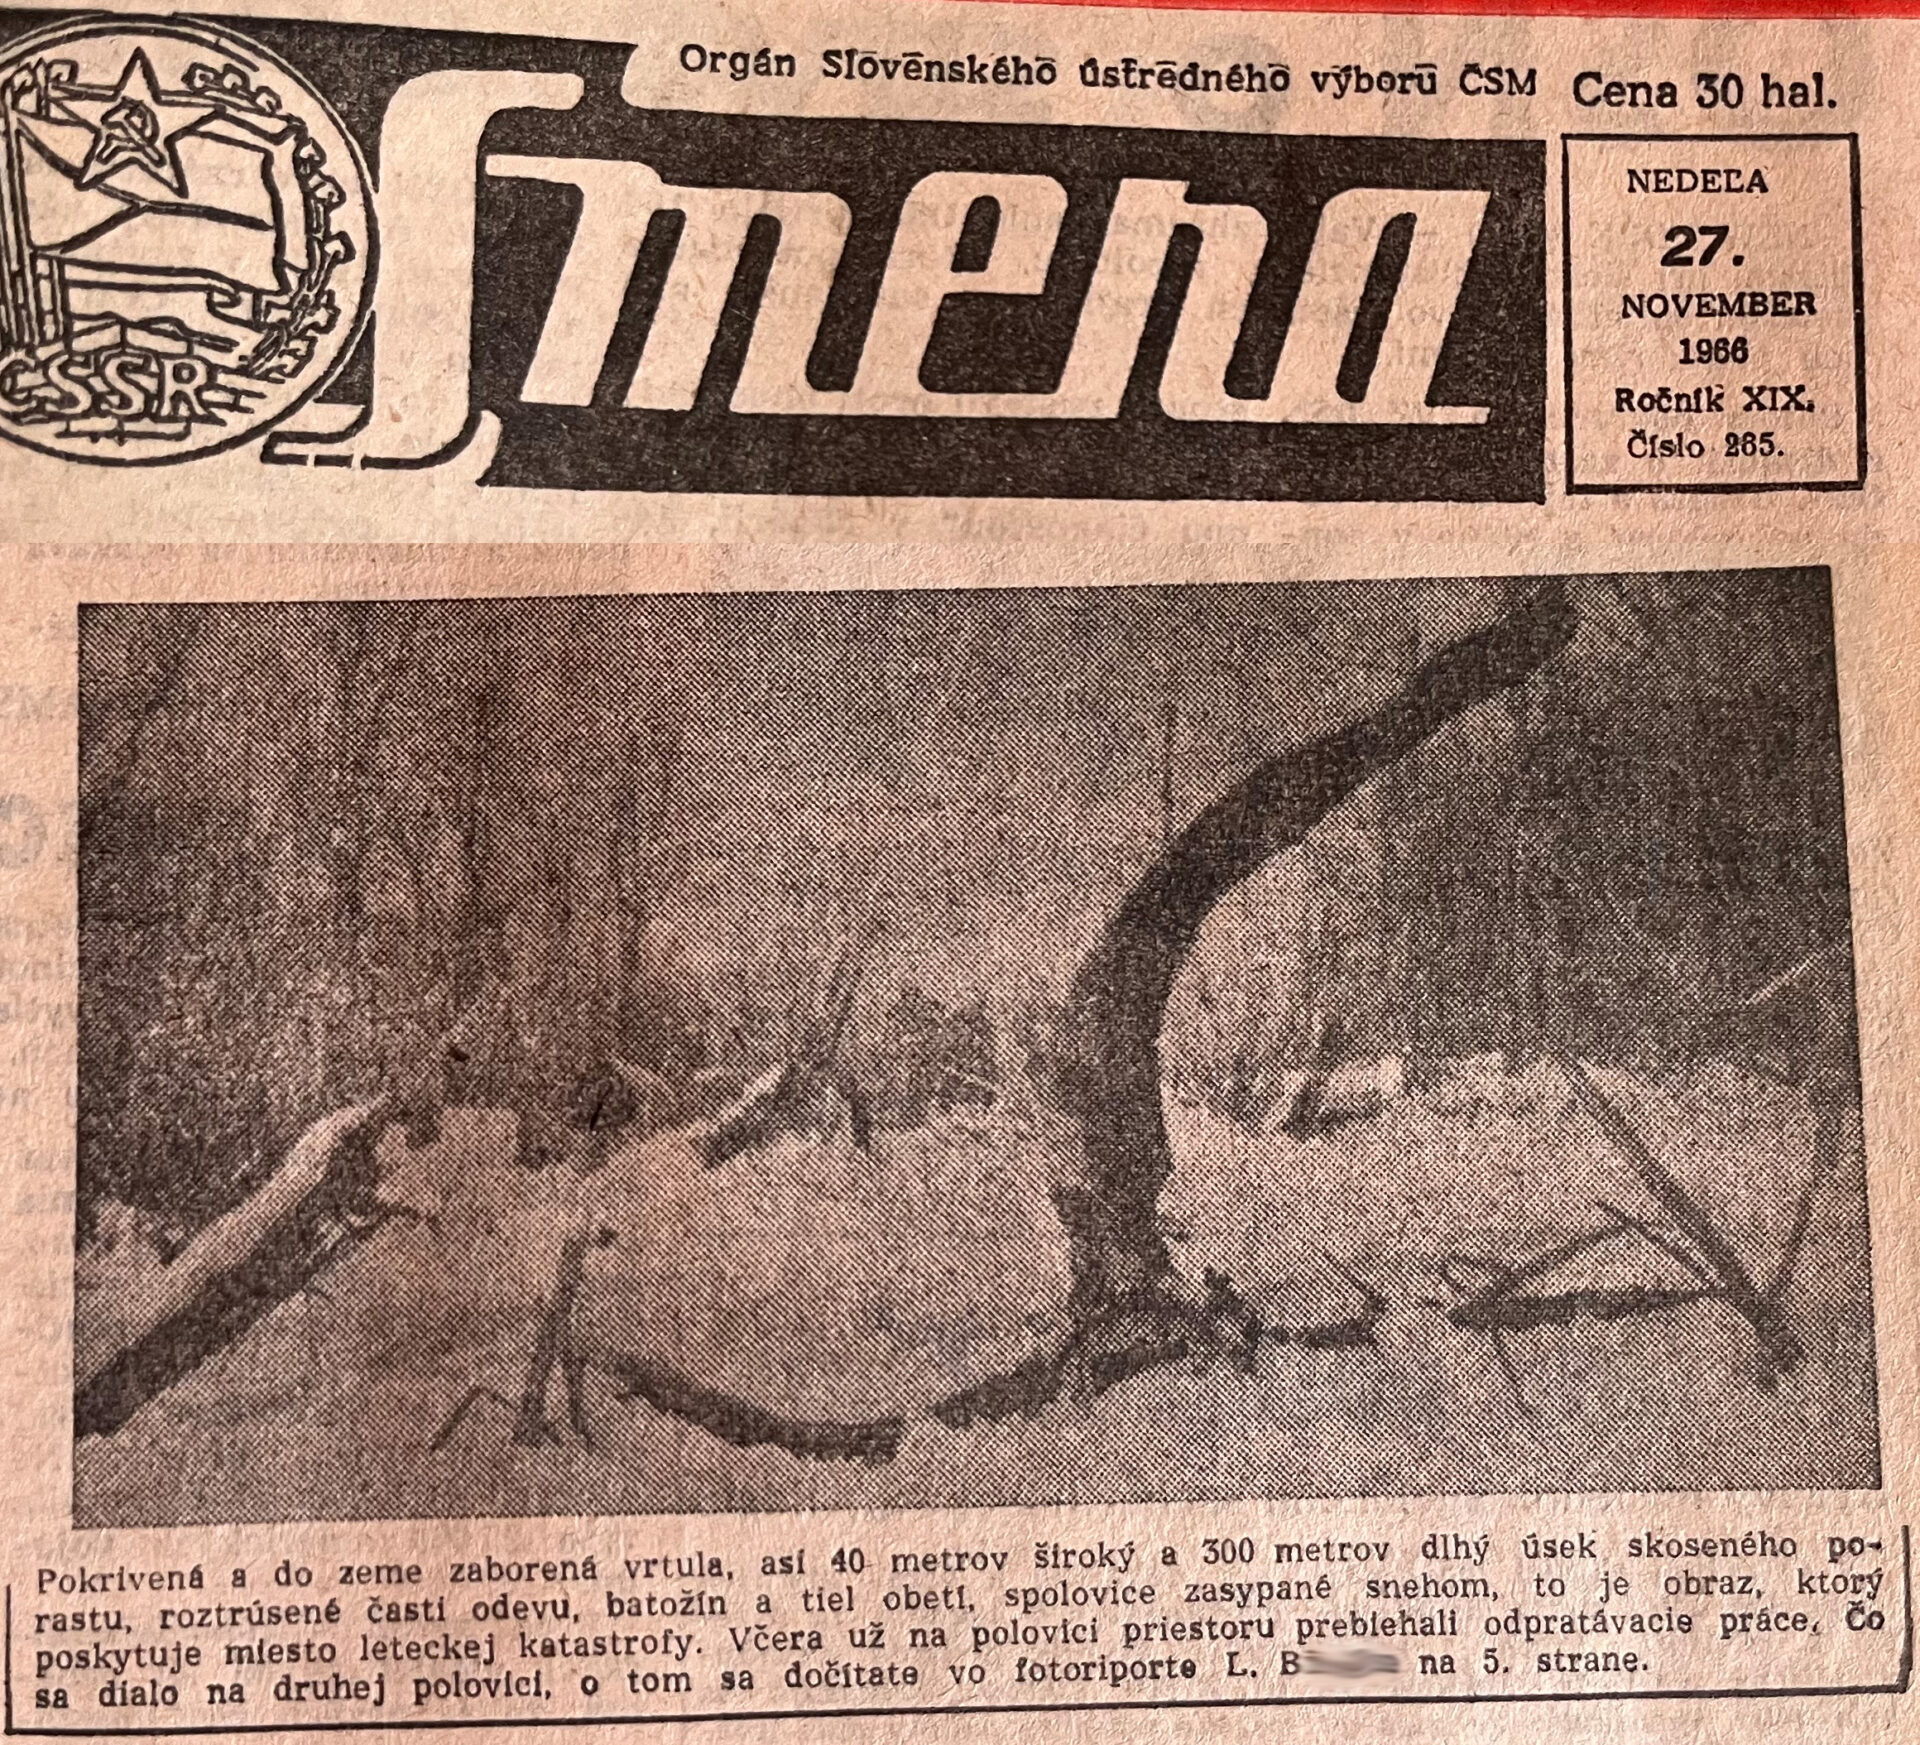 Orgán Slovenského ústredného výboru ČSM
Cena 30 hal.
Smena
ČSSR
NEDEĽA
27.
NOVEMBER
1966
Ročník XIX.
Číslo 265.
Pokrivená a do zeme zaborená vrtula, asi 40 metrov široký a 300 metrov dlhý úsek skoseného po-
rastu, roztrúsené časti odevu, batožín a tiel obetí, spolovice zasypané snehom, to je obraz, ktorý
poskytuje miesto leteckej katastrofy. Včera už na polovici priestoru prebiehali odpratávacie práce. Čo
sa dialo na druhej polovici, o tom sa dočítate vo fotoriporte L. B na 5. strane.